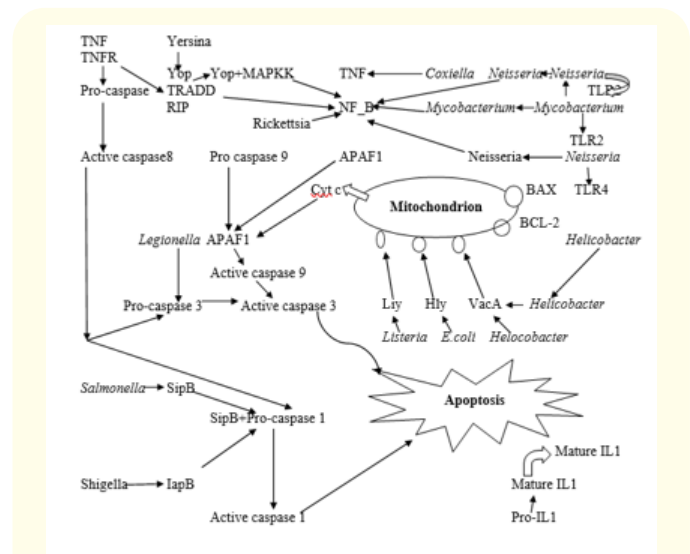 TNF Yersina
TNFR
Yop Yop+MAPKK TNF Coxiella Neisseria Neisseria
Pro-caspase TRADD NF_B TLR2
RIP Mycobacterium Mycobacterium
Rickettsia
TLR2
Active caspase8 Pro caspase 9 APAF1 Neisseria Neisseria
Cyt c BAX TLR4
Mitochondrion
BCL-2
Legionella APAF1 Helicobacter
Active caspase 9
Pro-caspase 3 Active caspase 3 Lly Hly VacA Helicobacter
Listeria E.coli Helocobacter
Salmonella SipB
Apoptosis
SipB+Pro-caspase 1
Mature IL1
Shigella IapB Mature IL1
Active caspase 1 Pro-IL1